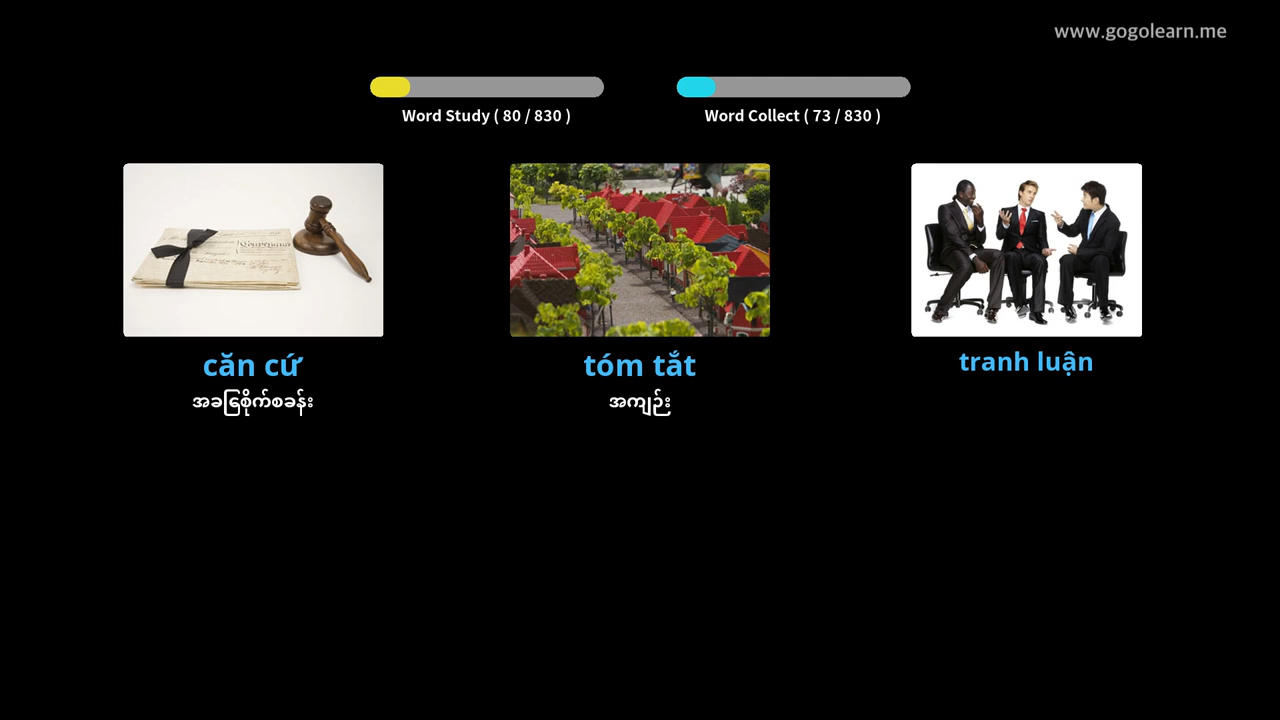 www.gogolearn.me
Word Study ( 80 / 830 )
Word Collect ( 73 / 830 )
căn cứ
အခြေစိုက်စခန်း
tóm tắt
အကျဉ်း
tranh luận